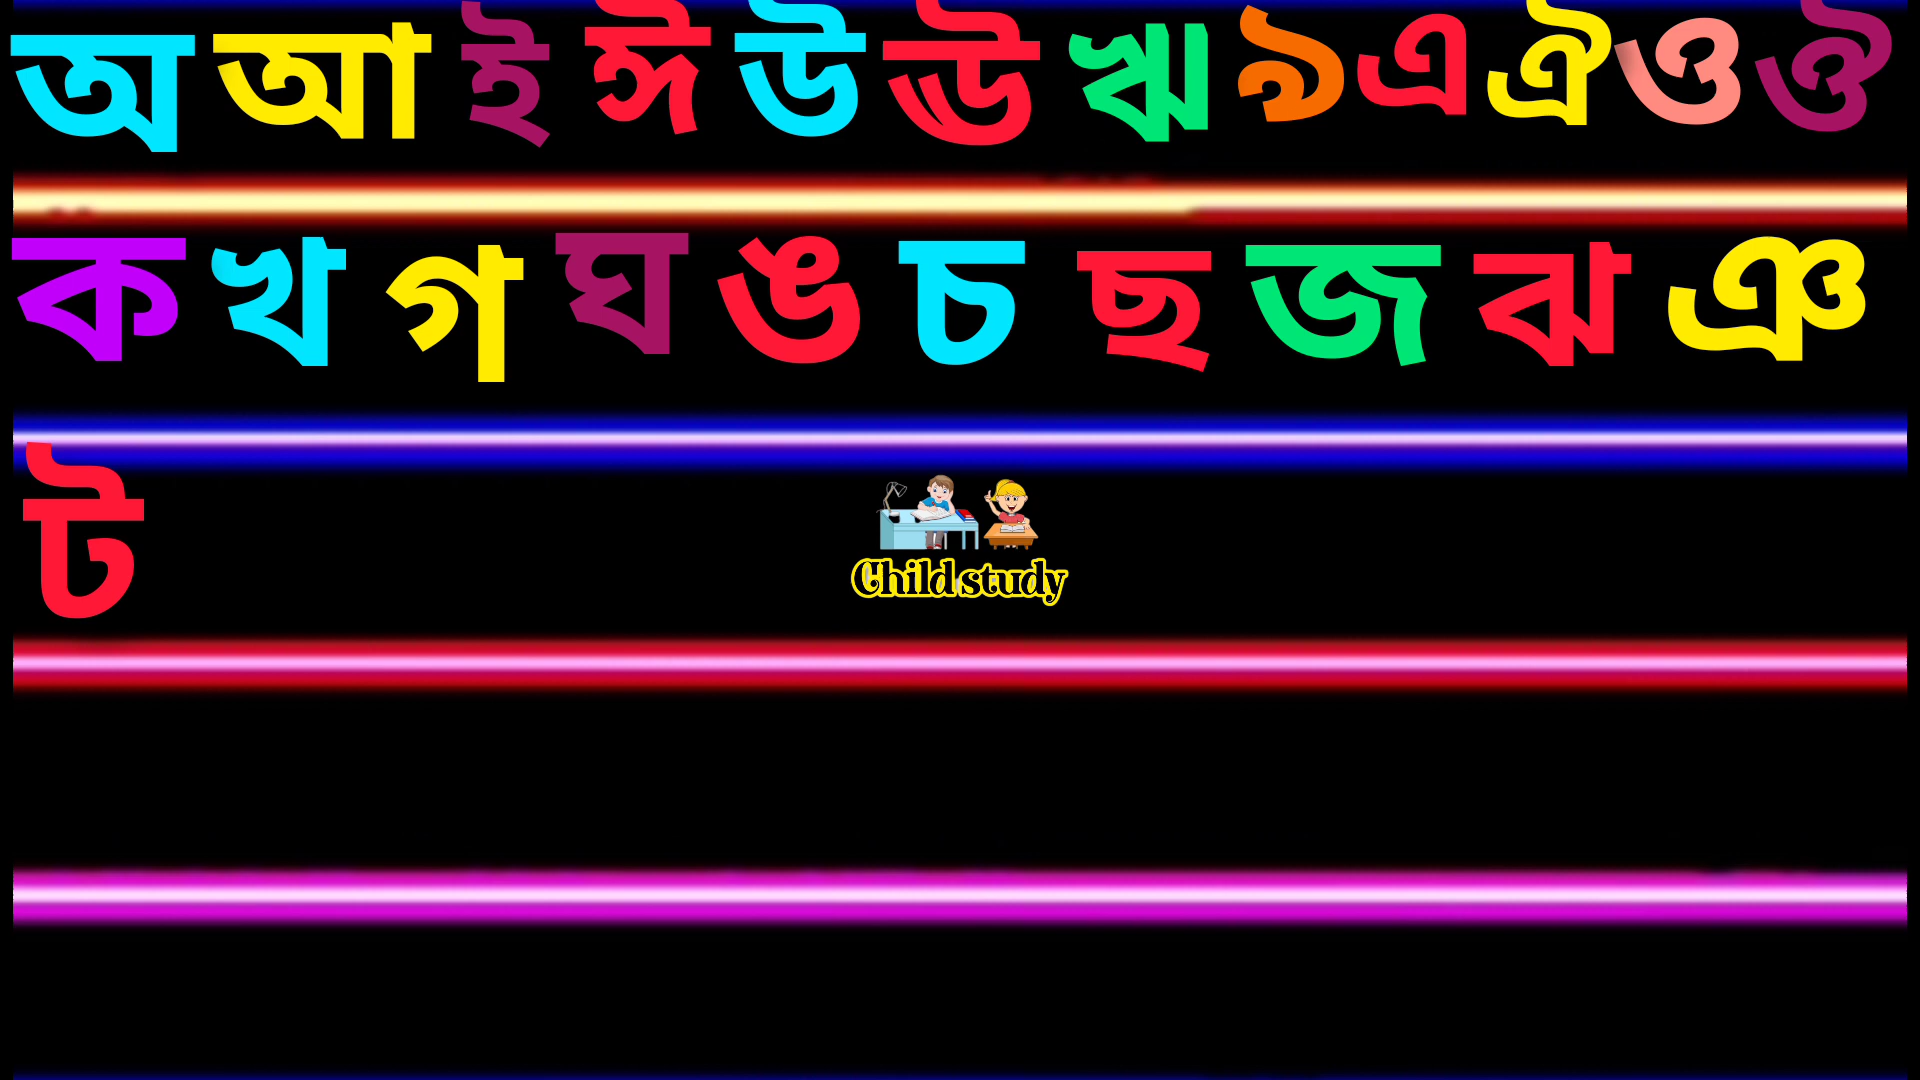 অ আ ই ঈ উ ঊ ঋ ঌ এ ঐ ও ঔ
ক খ গ ঘ ঙ চ ছ জ ঝ ঞ
ট
Child study